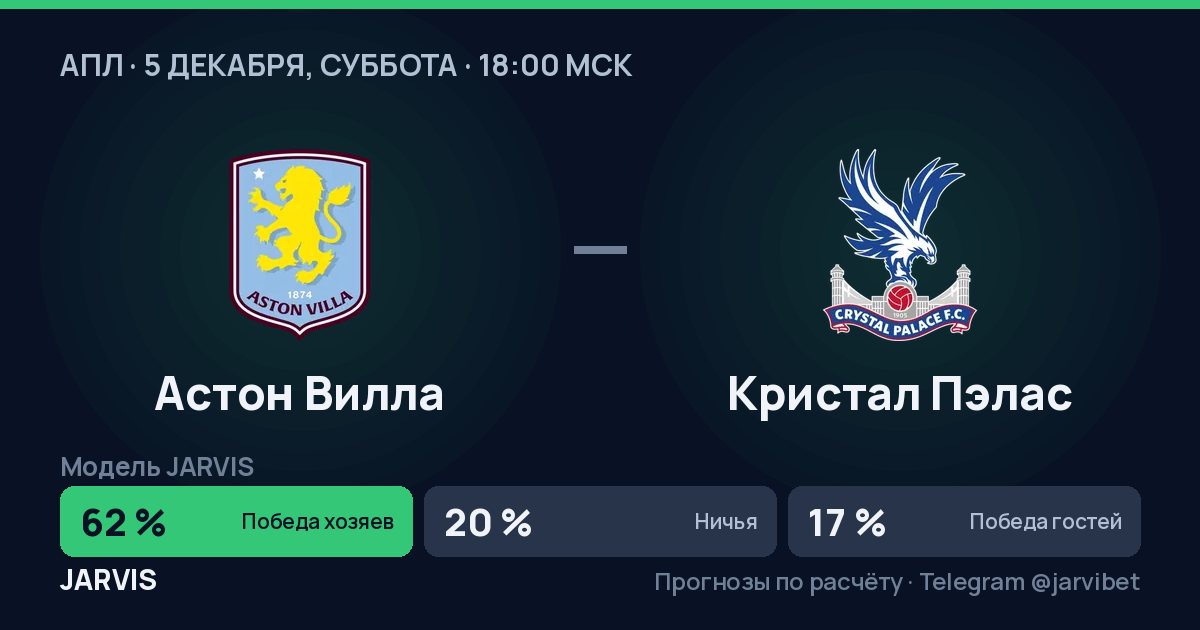 АПЛ · 5 ДЕКАБРЯ, СУББОТА · 18:00 МСК
1874
ASTON VILLA
1905
CRYSTAL PALACE F.C.
—
Астон Вилла
Кристал Пэлас
Модель JARVIS
62 % Победа хозяев
20 % Ничья
17 % Победа гостей
JARVIS
Прогнозы по расчёту · Telegram @jarvibet